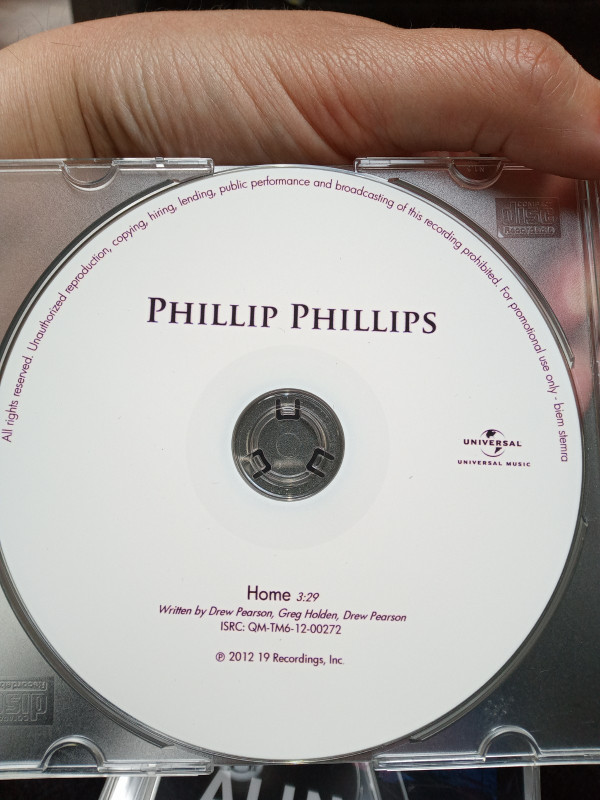 All rights reserved. Unauthorized reproduction, copying, hiring, lending, public performance and broadcasting of this recording prohibited. For promotional use only - biem stemra
PHILLIP PHILLIPS
UNIVERSAL
UNIVERSAL MUSIC
Home 3:29
Written by Drew Pearson, Greg Holden, Drew Pearson
ISRC: QM-TM6-12-00272
℗ 2012 19 Recordings, Inc.
disc
Recordable